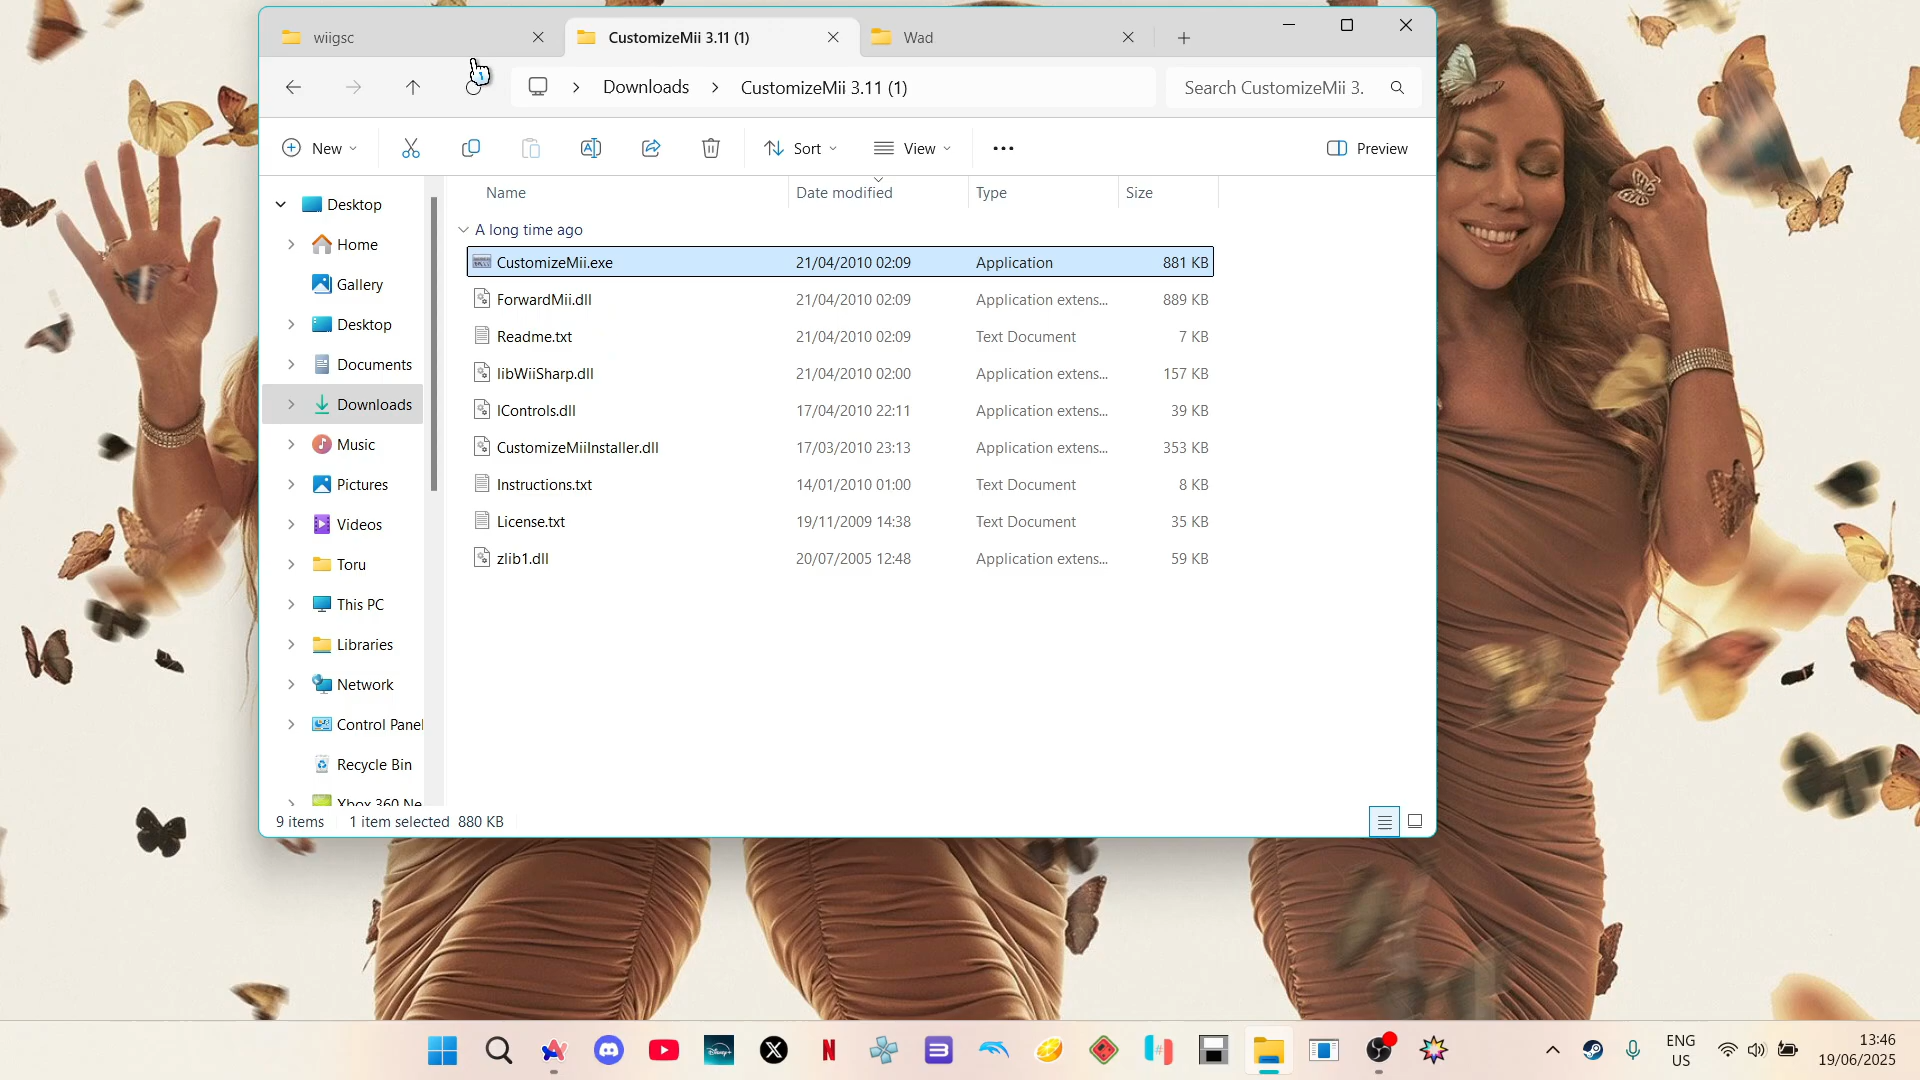 wiigsc
CustomizeMii 3.11 (1)
Wad
Downloads
CustomizeMii 3.11 (1)
Search CustomizeMii 3.
New
Sort
View
Preview
Name
Date modified
Type
Size
A long time ago
CustomizeMii.exe 21/04/2010 02:09 Application 881 KB
ForwardMii.dll 21/04/2010 02:09 Application extens... 889 KB
Readme.txt 21/04/2010 02:09 Text Document 7 KB
libWiiSharp.dll 21/04/2010 02:00 Application extens... 157 KB
IControls.dll 17/04/2010 22:11 Application extens... 39 KB
CustomizeMiiInstaller.dll 17/03/2010 23:13 Application extens... 353 KB
Instructions.txt 14/01/2010 01:00 Text Document 8 KB
License.txt 19/11/2009 14:38 Text Document 35 KB
zlib1.dll 20/07/2005 12:48 Application extens... 59 KB
Desktop
Home
Gallery
Desktop
Documents
Downloads
Music
Pictures
Videos
Toru
This PC
Libraries
Network
Control Panel
Recycle Bin
Xbox 360 Ne
9 items
1 item selected 880 KB
ENG
US
13:46
19/06/2025